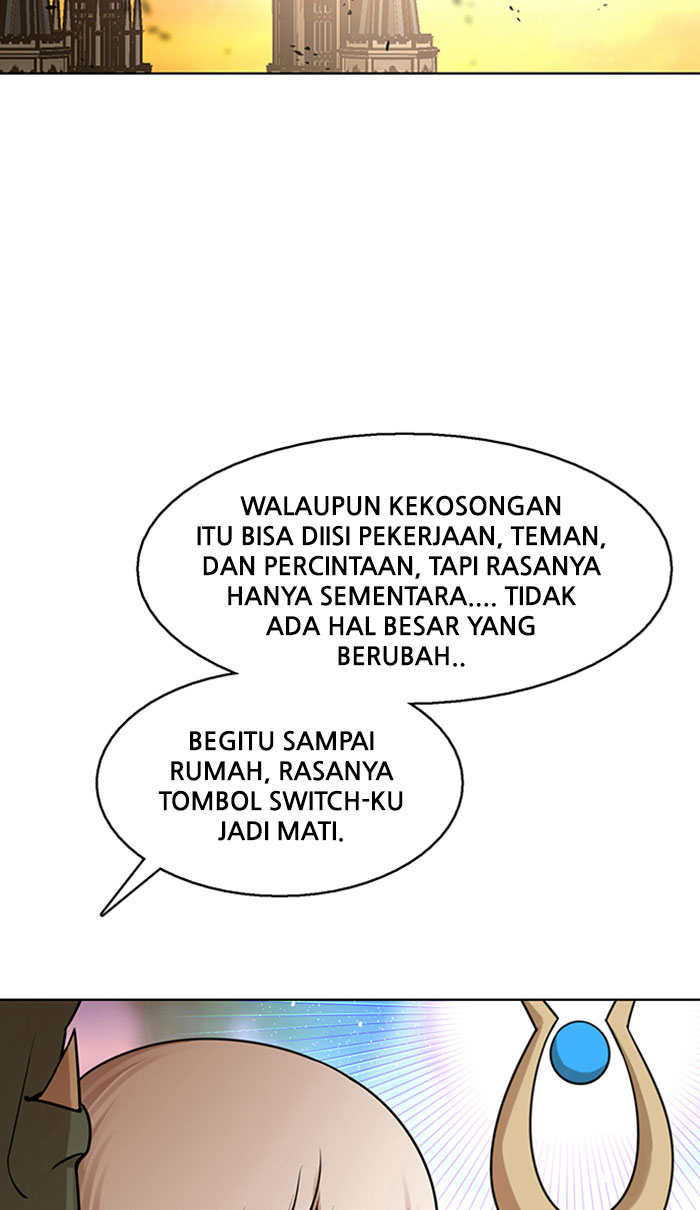 WALAUPUN KEKOSONGAN
ITU BISA DIISI PEKERJAAN, TEMAN,
DAN PERCINTAAN, TAPI RASANYA
HANYA SEMENTARA.... TIDAK
ADA HAL BESAR YANG
BERUBAH..
BEGITU SAMPAI
RUMAH, RASANYA
TOMBOL SWITCH-KU
JADI MATI.